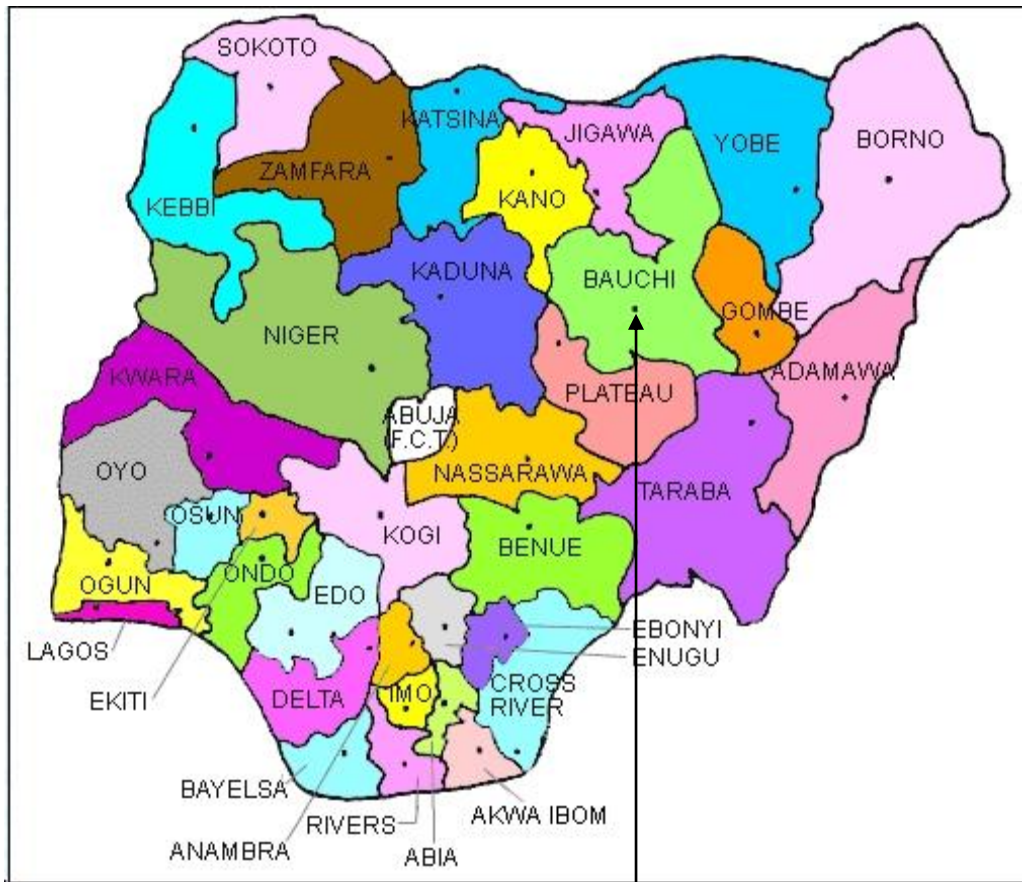 SOKOTO
KATSINA
JIGAWA
YOBE
BORNO
ZAMFARA
KANO
KEBBI
KADUNA
BAUCHI
NIGER
GOMBE
KWARA
ADAMAWA
PLATEAU
ABUJA
(F.C.T.)
OYO
NASSARAWA
TARABA
OSUN
KOGI
BENUE
OGUN
ONDO
EDO
EBONYI
LAGOS
ENUGU
EKITI
DELTA
IMO
CROSS
RIVER
BAYELSA
RIVERS
AKWA IBOM
ANAMBRA
ABIA